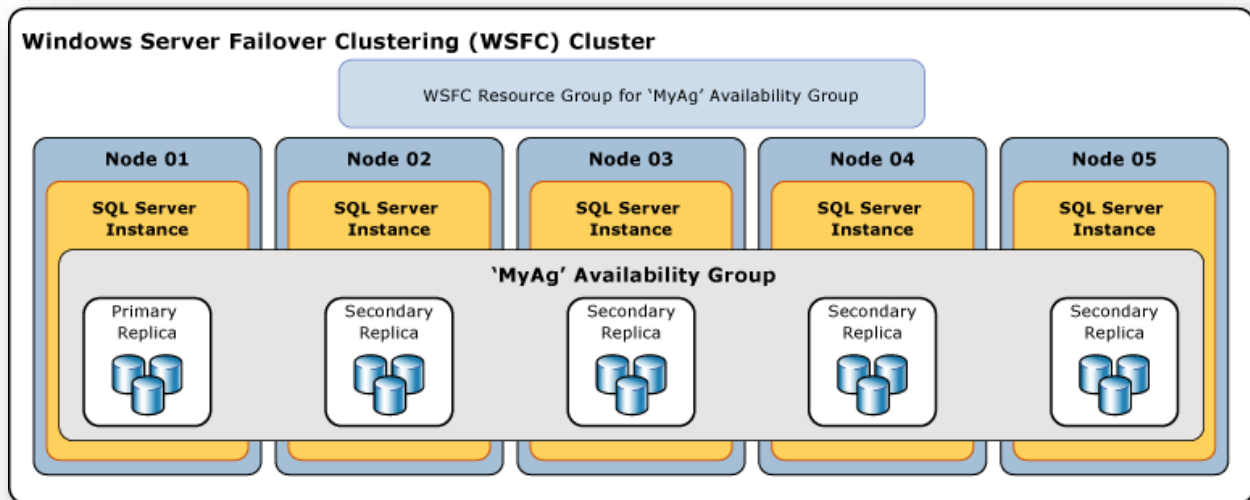 Windows Server Failover Clustering (WSFC) Cluster
WSFC Resource Group for ‘MyAg’ Availability Group
Node 01
SQL Server
Instance
Node 02
SQL Server
Instance
Node 03
SQL Server
Instance
Node 04
SQL Server
Instance
Node 05
SQL Server
Instance
‘MyAg’ Availability Group
Primary
Replica
Secondary
Replica
Secondary
Replica
Secondary
Replica
Secondary
Replica